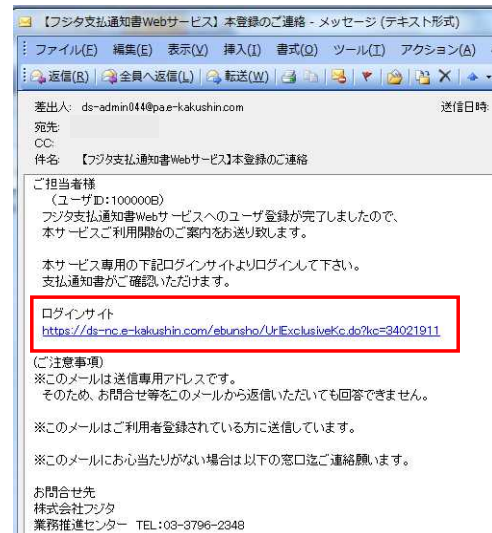 【フジタ支払通知書Webサービス】本登録のご連絡 - メッセージ (テキスト形式)
ファイル(F) 編集(E) 表示(V) 挿入(I) 書式(O) ツール(T) アクション(A)
返信(R) 全員へ返信(L) 転送(W)
差出人: ds-admin044@pa.e-kakushin.com 送信日時:
宛先:
CC:
件名: 【フジタ支払通知書Webサービス】本登録のご連絡
ご担当者様
（ユーザID:100000B）
フジタ支払通知書Webサービスへのユーザ登録が完了しましたので、
本サービスご利用開始のご案内をお送り致します。
本サービス専用の下記ログインサイトよりログインして下さい。
支払通知書がご確認いただけます。
ログインサイト
https://ds-nc.e-kakushin.com/ebunsho/UrlExclusiveKc.do?kc=34021911
(ご注意事項)
※このメールは送信専用アドレスです。
そのため、お問合せ等をこのメールから返信いただいても回答できません。
※このメールはご利用者登録されている方に送信しています。
※このメールにお心当たりがない場合は以下の窓口迄ご連絡願います。
お問合せ先
株式会社フジタ
業務推進センター TEL:03-3796-2348